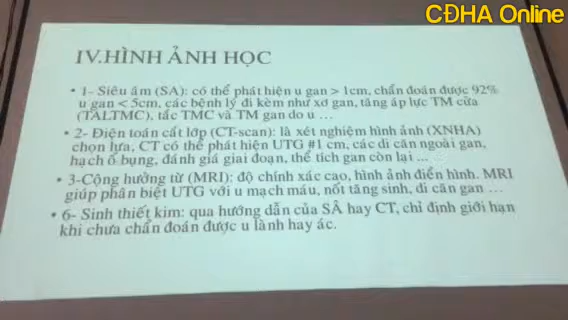 CĐHA Online
IV.HÌNH ẢNH HỌC
• 1- Siêu âm (SA): có thể phát hiện u gan > 1cm, chẩn đoán được 92%
u gan < 5cm, các bệnh lý đi kèm như xơ gan, tăng áp lực TM cửa
(TALTMC), tắc TMC và TM gan do u ...
• 2- Điện toán cắt lớp (CT-scan): là xét nghiệm hình ảnh (XNHA)
chọn lựa, CT có thể phát hiện UTG #1 cm, các di căn ngoài gan,
hạch ổ bụng, đánh giá giai đoạn, thể tích gan còn lại ...
• 3-Cộng hưởng từ (MRI): độ chính xác cao, hình ảnh điển hình. MRI
giúp phân biệt UTG với u mạch máu, nốt tăng sinh, di căn gan ...
• 6- Sinh thiết kim: qua hướng dẫn của SÂ hay CT, chỉ định giới hạn
khi chưa chẩn đoán được u lành hay ác.